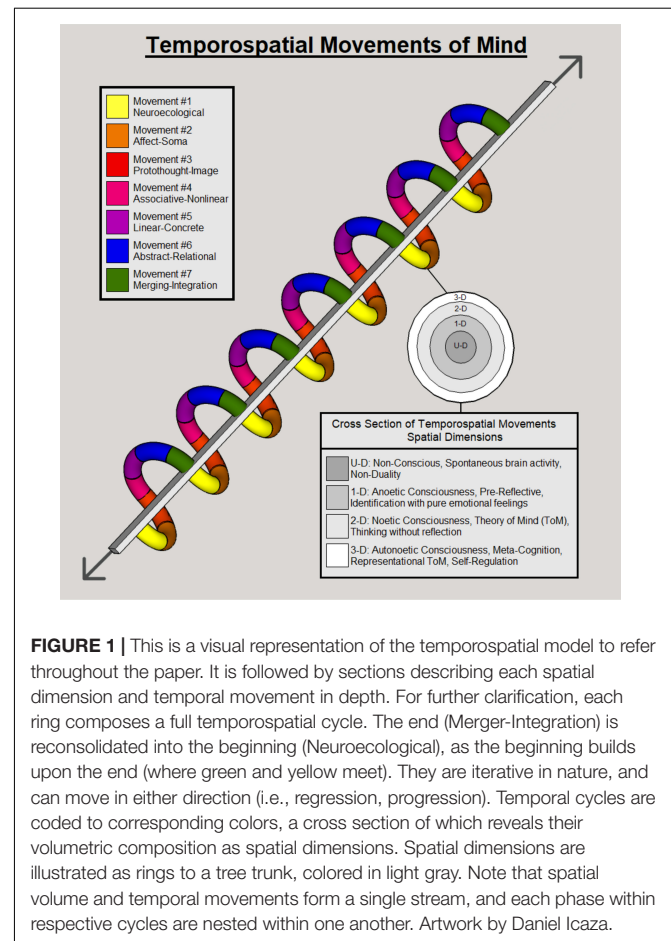 Temporospatial Movements of Mind
Movement #1
Neuroecological
Movement #2
Affect-Soma
Movement #3
Protothought-Image
Movement #4
Associative-Nonlinear
Movement #5
Linear-Concrete
Movement #6
Abstract-Relational
Movement #7
Merging-Integration
3-D
2-D
1-D
U-D
Cross Section of Temporospatial Movements
Spatial Dimensions
U-D: Non-Conscious, Spontaneous brain activity,
Non-Duality
1-D: Anoetic Consciousness, Pre-Reflective,
Identification with pure emotional feelings
2-D: Noetic Consciousness, Theory of Mind (ToM),
Thinking without reflection
3-D: Autonoetic Consciousness, Meta-Cognition,
Representational ToM, Self-Regulation
FIGURE 1 | This is a visual representation of the temporospatial model to refer
throughout the paper. It is followed by sections describing each spatial
dimension and temporal movement in depth. For further clarification, each
ring composes a full temporospatial cycle. The end (Merger-Integration) is
reconsolidated into the beginning (Neuroecological), as the beginning builds
upon the end (where green and yellow meet). They are iterative in nature, and
can move in either direction (i.e., regression, progression). Temporal cycles are
coded to corresponding colors, a cross section of which reveals their
volumetric composition as spatial dimensions. Spatial dimensions are
illustrated as rings to a tree trunk, colored in light gray. Note that spatial
volume and temporal movements form a single stream, and each phase within
respective cycles are nested within one another. Artwork by Daniel Icaza.